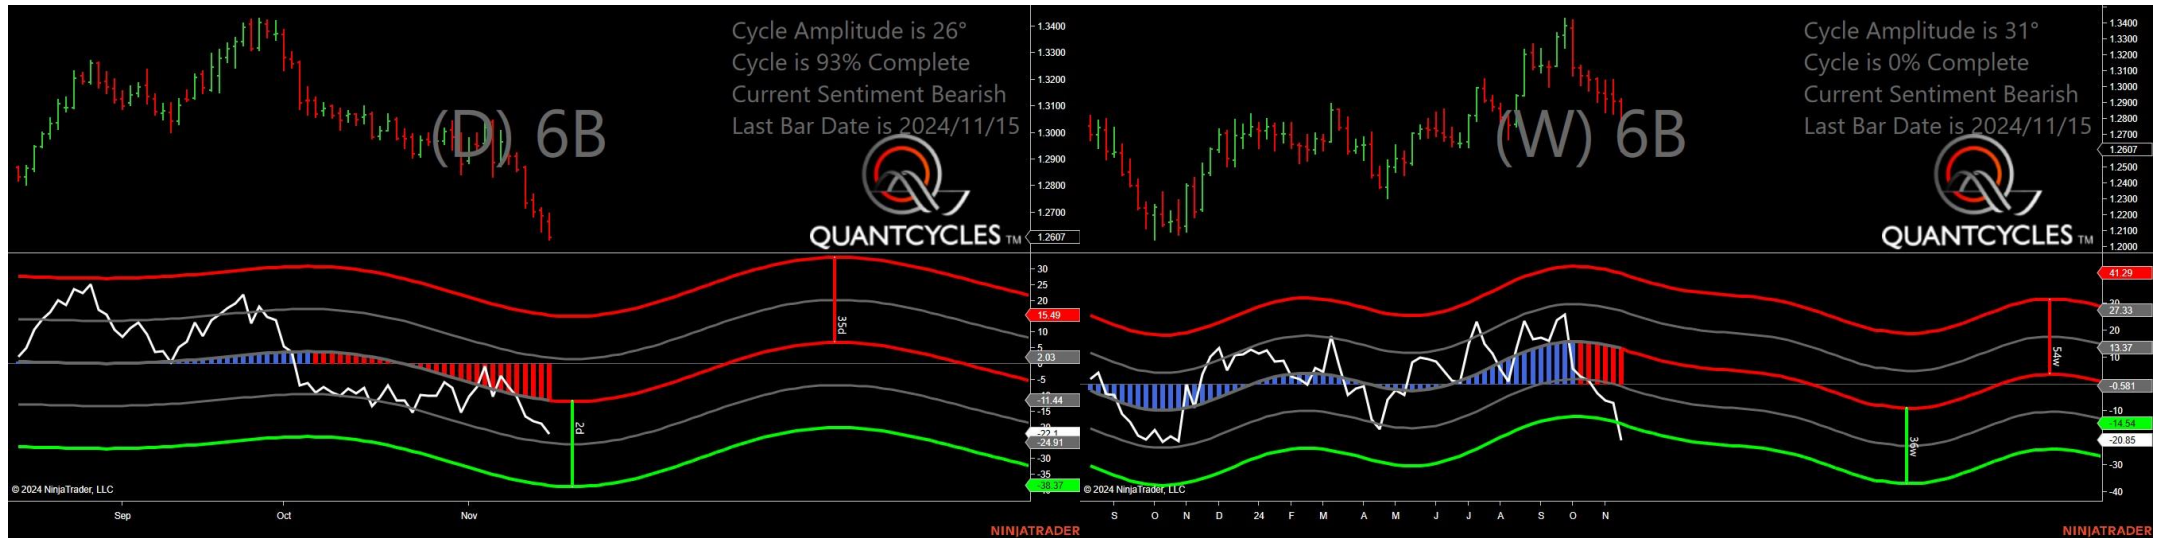 Cycle Amplitude is 26°
Cycle is 93% Complete
Current Sentiment Bearish
Last Bar Date is 2024/11/15
(D) 6B
QUANTCYCLES TM
1.3400
1.3300
1.3200
1.3100
1.3000
1.2900
1.2800
1.2700
1.2607
30
25
20
15.49
10
5
2.03
0
-5
-11.44
-15
-22.1
-24.91
-30
-35
-38.37
35d
2d
© 2024 NinjaTrader, LLC
Sep Oct Nov
NINJATRADER
Cycle Amplitude is 31°
Cycle is 0% Complete
Current Sentiment Bearish
Last Bar Date is 2024/11/15
(W) 6B
QUANTCYCLES TM
1.3400
1.3300
1.3200
1.3100
1.3000
1.2900
1.2800
1.2700
1.2607
1.2500
1.2400
1.2300
1.2200
1.2100
1.2000
41.29
27.33
20
13.37
10
-0.581
-10
-14.54
-20.85
-30
-40
54w
36w
© 2024 NinjaTrader, LLC
S O N D 24 F M A M J J A S O N
NINJATRADER